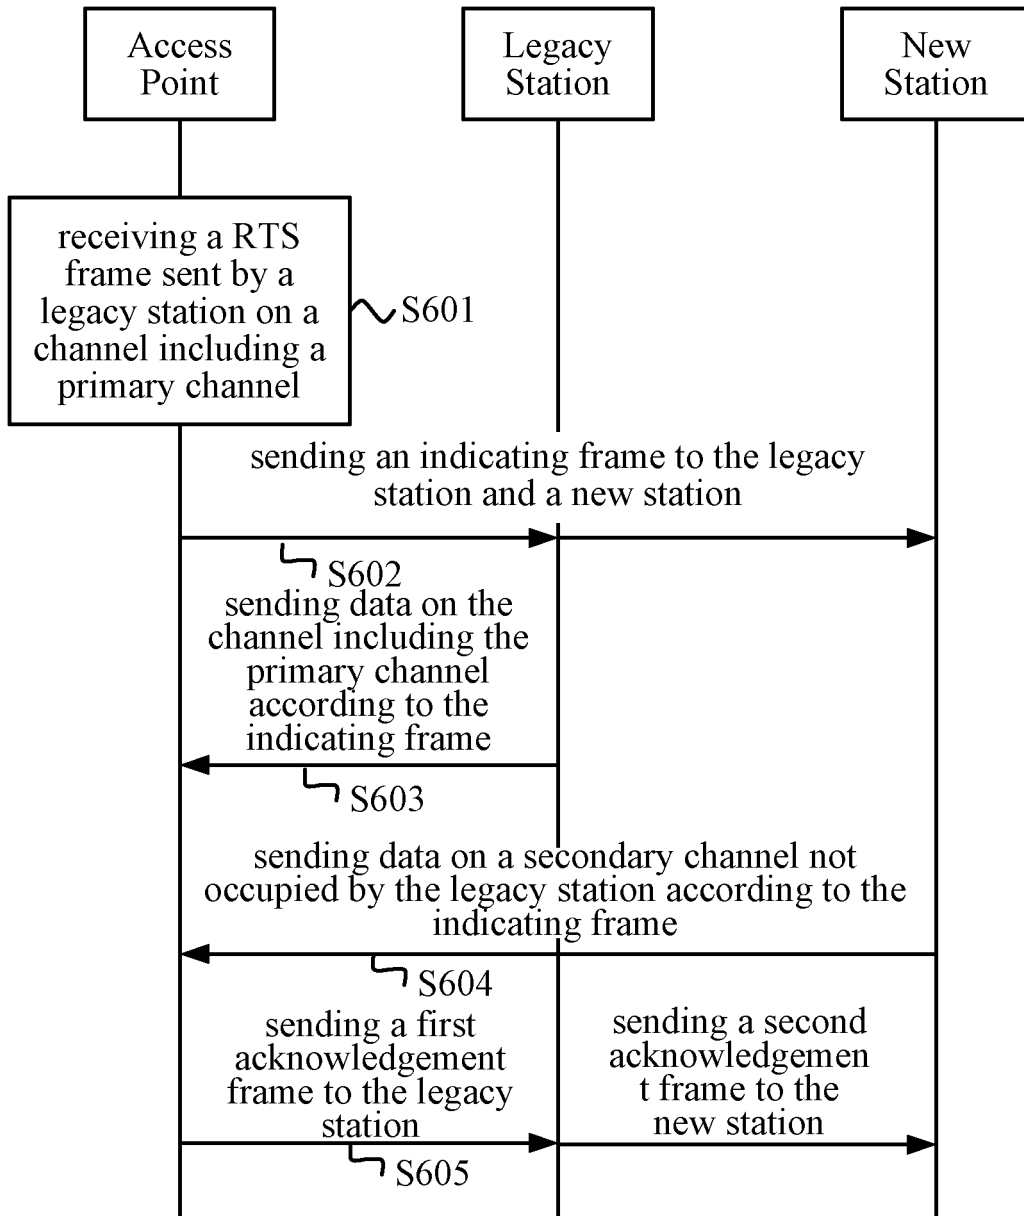 Access
Point
Legacy
Station
New
Station
receiving a RTS
frame sent by a
legacy station on a
channel including a
primary channel
S601
sending an indicating frame to the legacy
station and a new station
S602
sending data on the
channel including the
primary channel
according to the
indicating frame
S603
sending data on a secondary channel not
occupied by the legacy station according to the
indicating frame
S604
sending a first
acknowledgement
frame to the legacy
station
sending a second
acknowledgemen
t frame to the
new station
S605